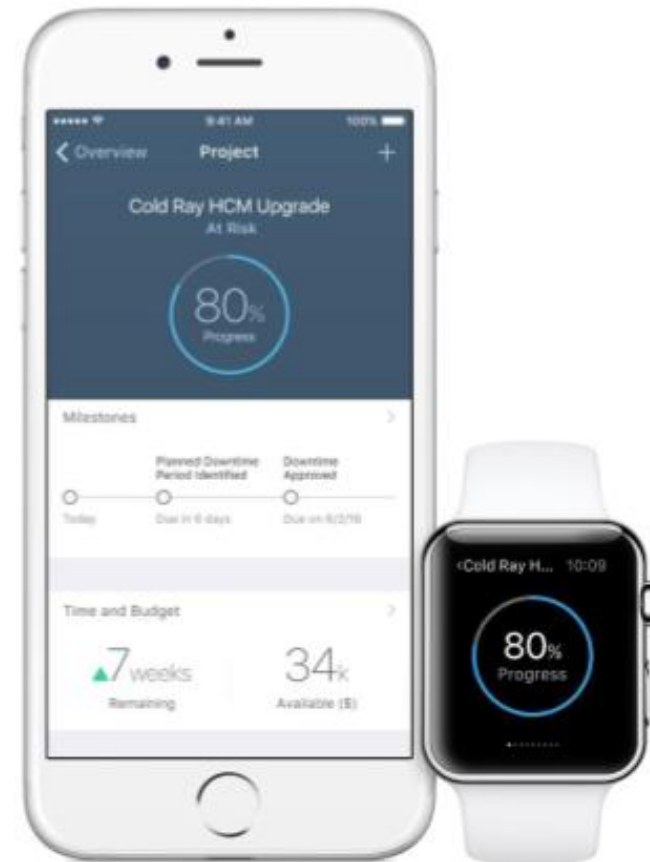 9:41 AM 100%
Overview Project +
Cold Ray HCM Upgrade
At Risk
80%
Progress
Milestones
Planned Downtime
Period Identified
Downtime
Approved
Today
Due in 6 days
Due on 6/2/16
Time and Budget
7 weeks
Remaining
34k
Available ($)
‹Cold Ray H... 10:09
80%
Progress